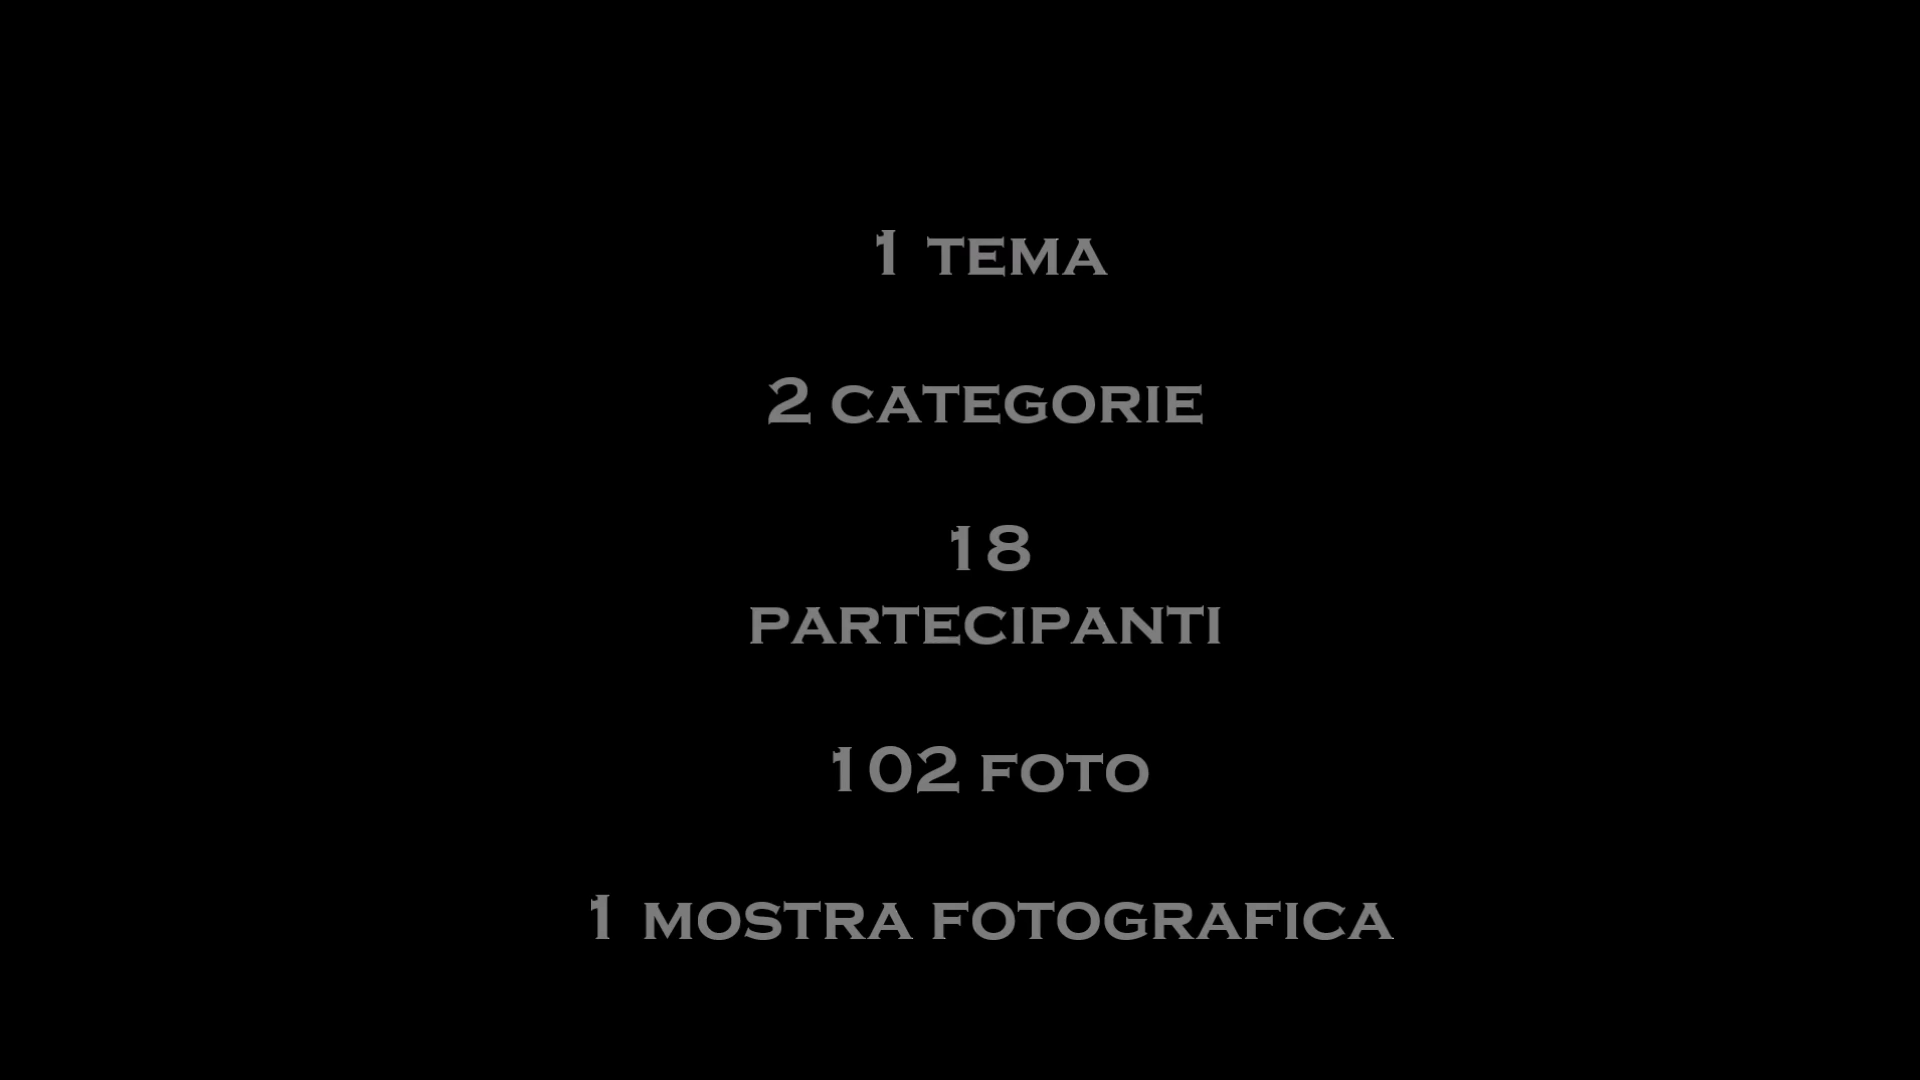 1 TEMA
2 CATEGORIE
18
PARTECIPANTI
102 FOTO
1 MOSTRA FOTOGRAFICA